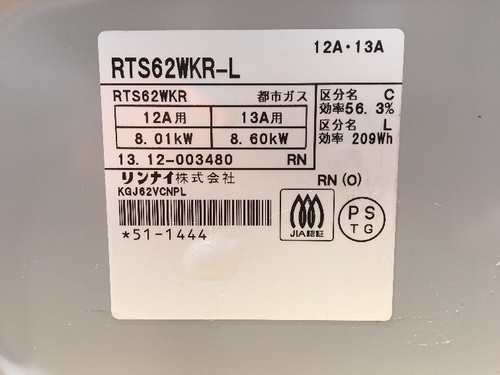 12A・13A
RTS62WKR-L
RTS62WKR 都市ガス
12A用 13A用
8.01kW 8.60kW
13.12-003480 RN
区分名 C
効率56.3%
区分名 L
効率 209Wh
リンナイ株式会社 RN(O)
KGJ62VCNPL
*51-1444
JIA認証
PS
TG